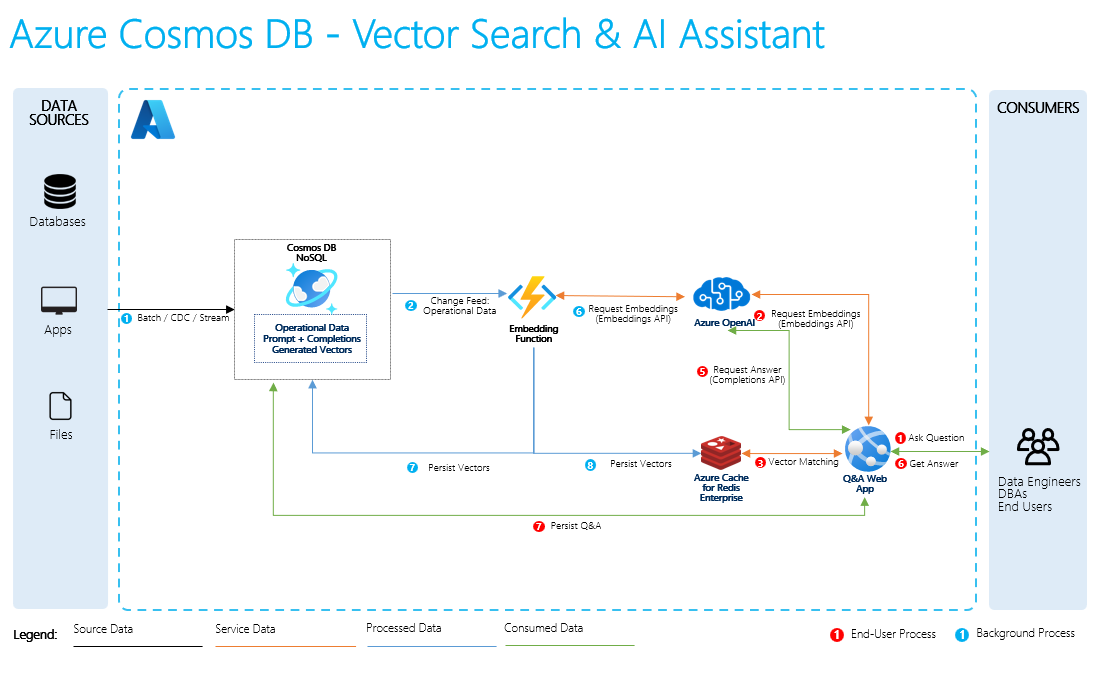 Azure Cosmos DB - Vector Search & AI Assistant
DATA
SOURCES
Databases
Apps
Files
1 Batch / CDC / Stream
Cosmos DB
NoSQL
Operational Data
Prompt + Completions
Generated Vectors
2 Change Feed:
Operational Data
Embedding
Function
6 Request Embeddings
(Embeddings API)
Azure OpenAI
2 Request Embeddings
(Embeddings API)
5 Request Answer
(Completions API)
7 Persist Vectors
8 Persist Vectors
Azure Cache
for Redis
Enterprise
3 Vector Matching
Q&A Web
App
1 Ask Question
6 Get Answer
7 Persist Q&A
CONSUMERS
Data Engineers
DBAs
End Users
Legend:
Source Data
Service Data
Processed Data
Consumed Data
1 End-User Process
1 Background Process